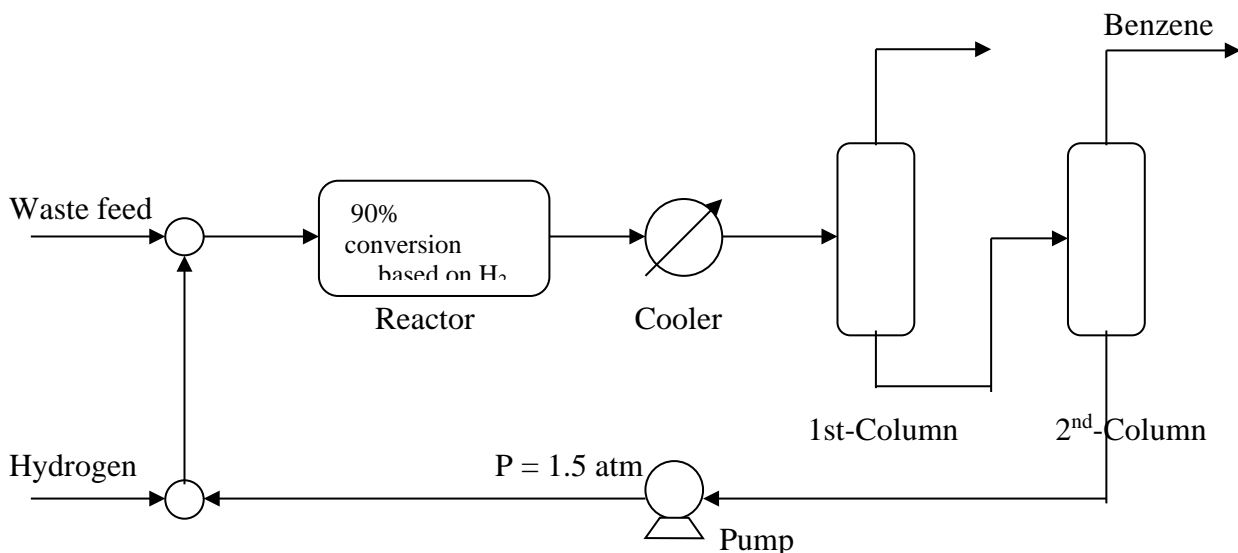 Benzene
Waste feed
90%
conversion
based on H₂
Reactor
Cooler
1st-Column
2ⁿᵈ-Column
Hydrogen
P = 1.5 atm
Pump